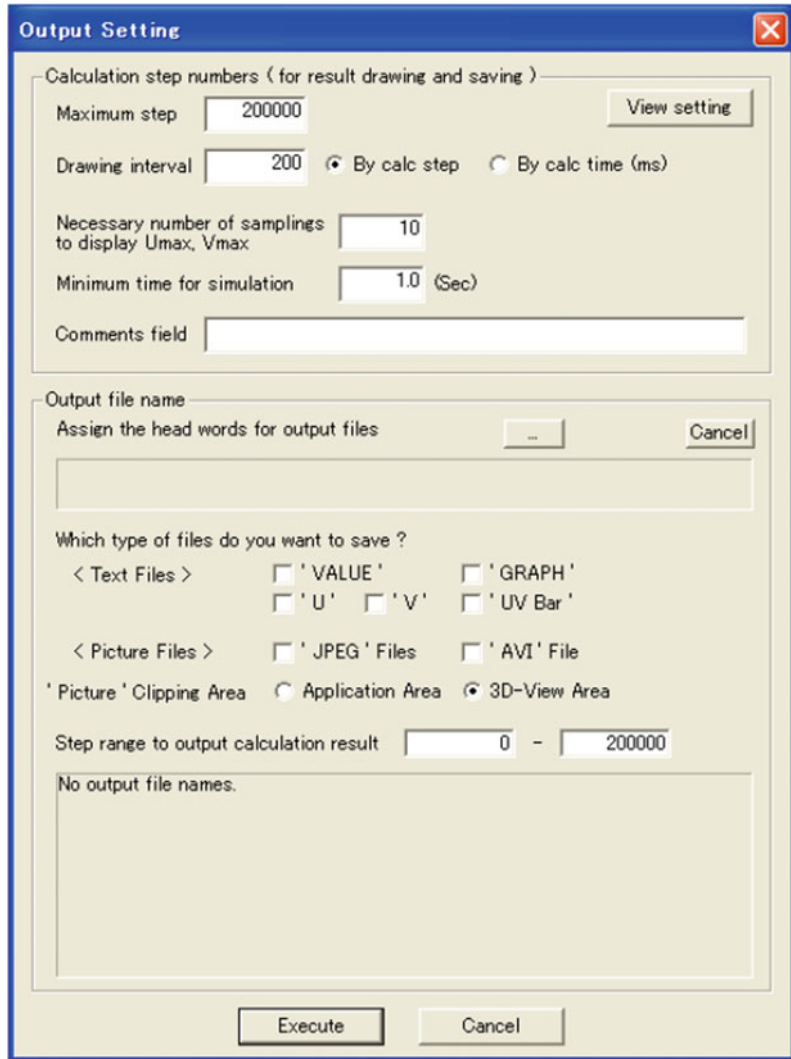 Output Setting
Calculation step numbers ( for result drawing and saving )
Maximum step 200000 View setting
Drawing interval 200 By calc step By calc time (ms)
Necessary number of samplings
to display Umax, Vmax 10
Minimum time for simulation 1.0 (Sec)
Comments field
Output file name
Assign the head words for output files ... Cancel
Which type of files do you want to save ?
< Text Files > ' VALUE ' ' GRAPH '
' U ' ' V ' ' UV Bar '
< Picture Files > ' JPEG ' Files ' AVI ' File
' Picture ' Clipping Area Application Area 3D-View Area
Step range to output calculation result 0 - 200000
No output file names.
Execute Cancel